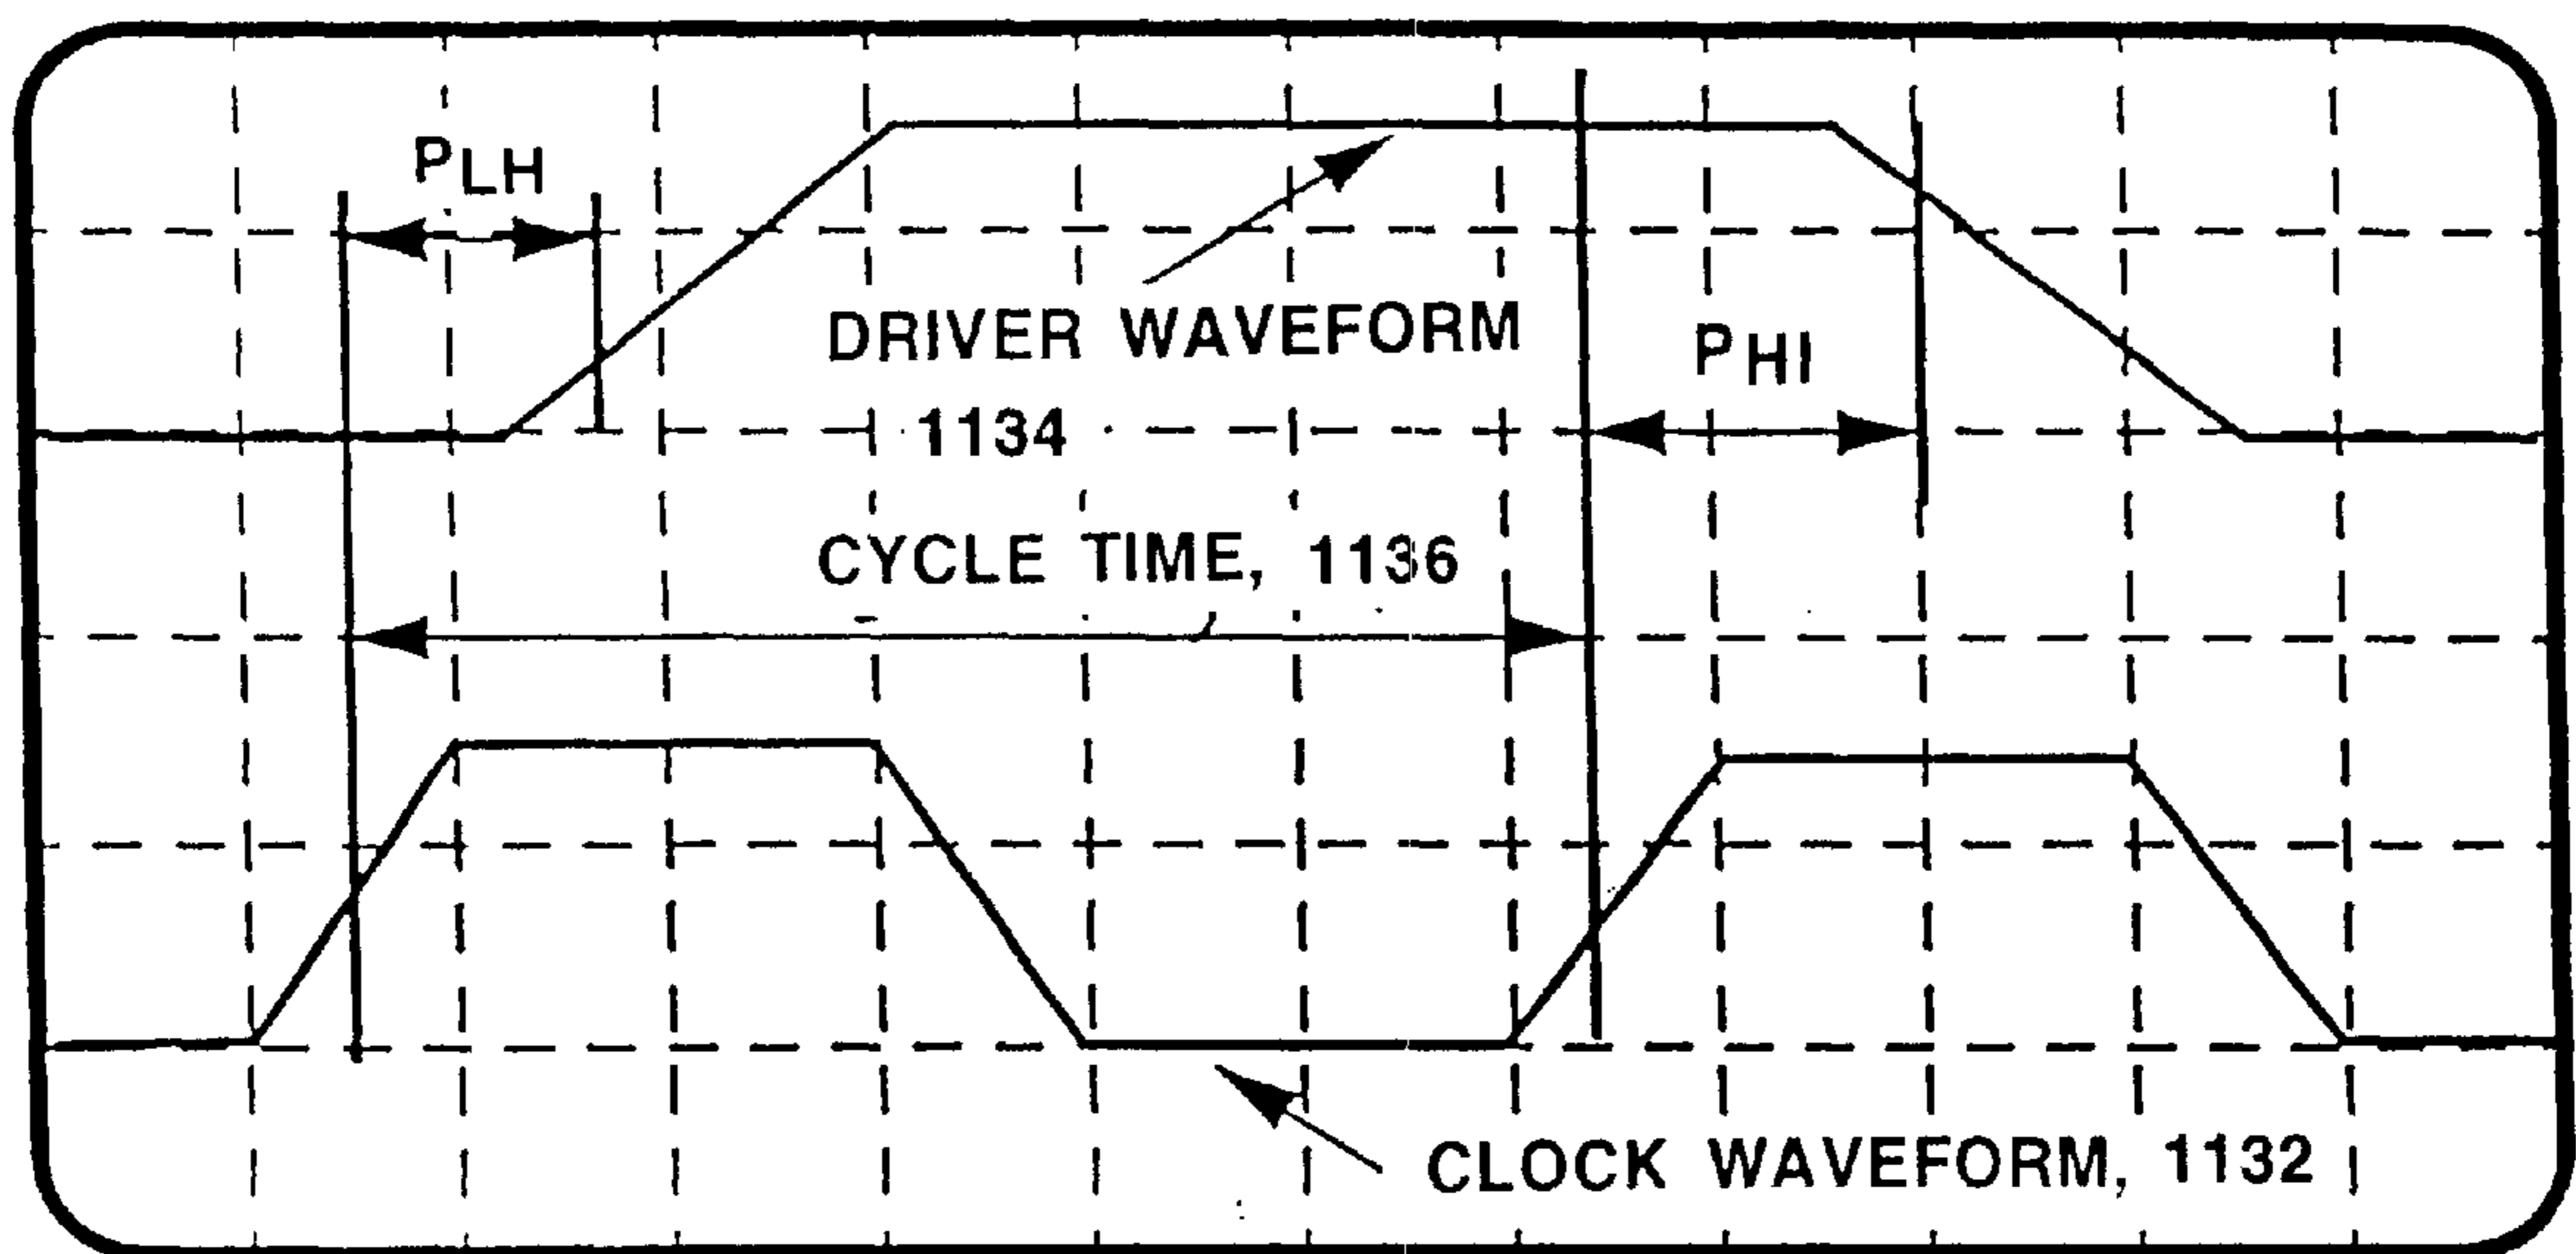 PLH
DRIVER WAVEFORM
1134
PHI
CYCLE TIME, 1136
CLOCK WAVEFORM, 1132